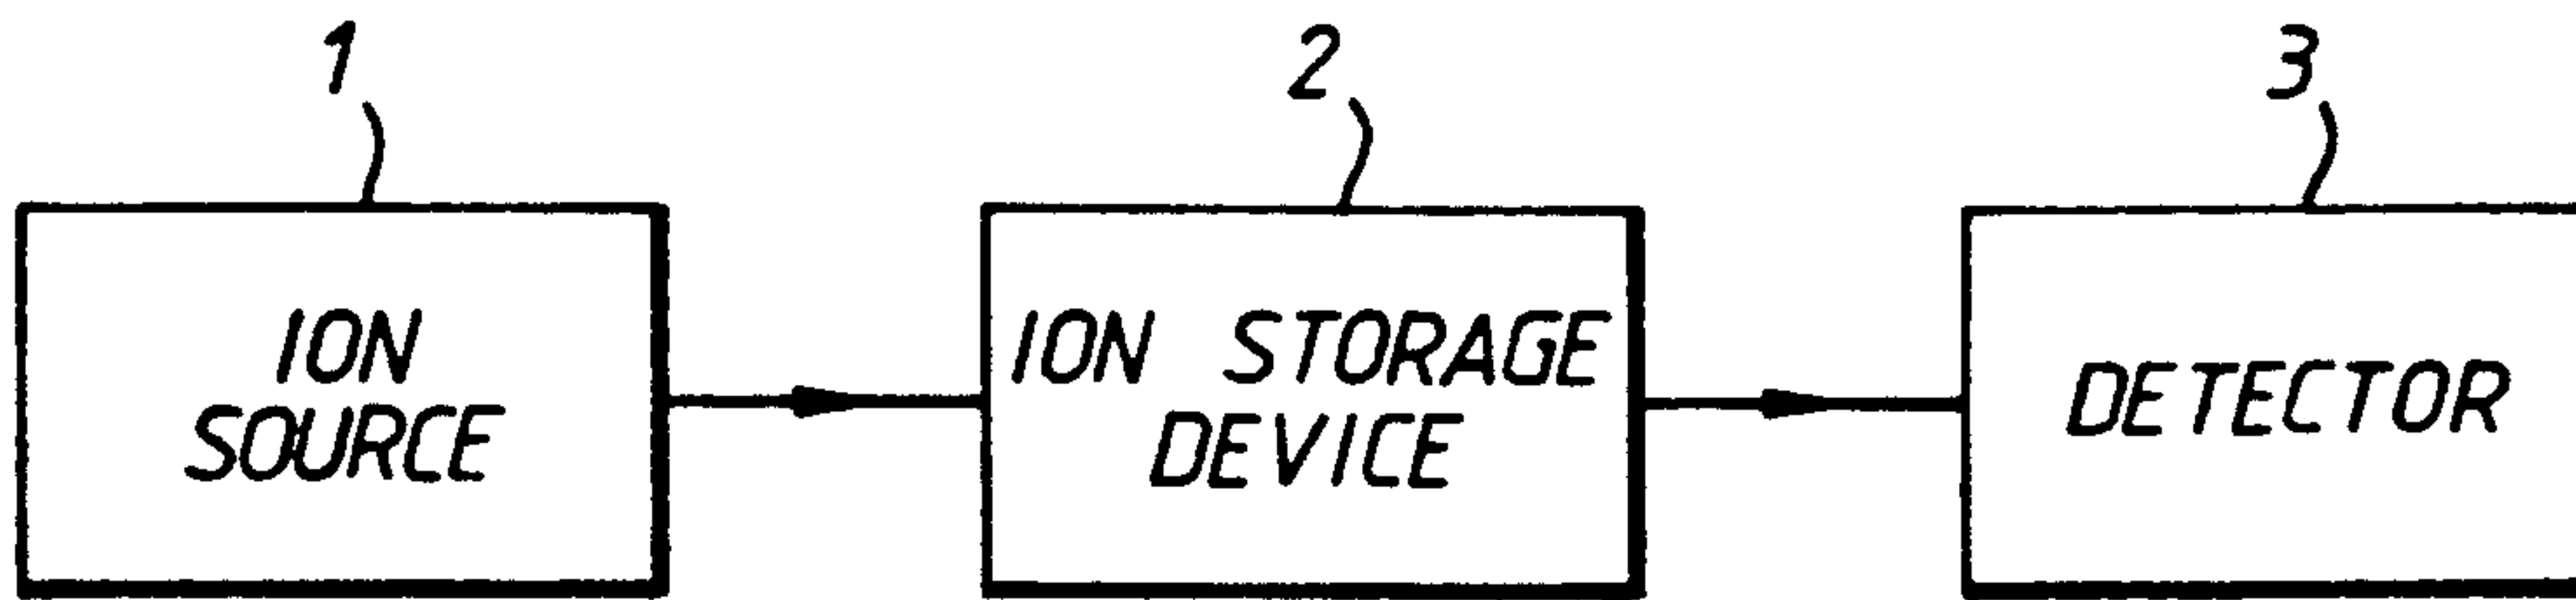 1
2
3
ION
SOURCE
ION STORAGE
DEVICE
DETECTOR